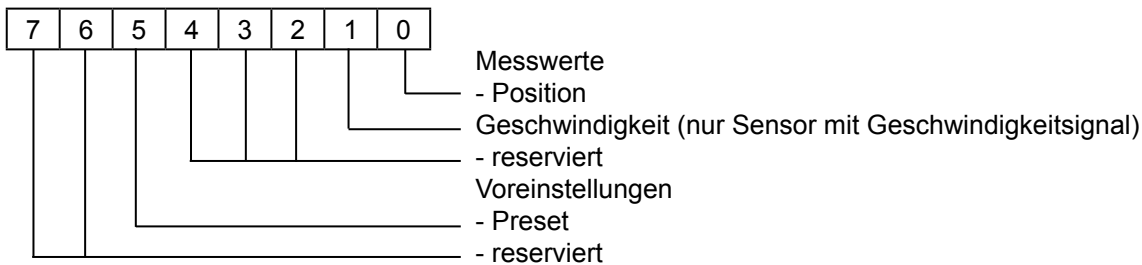 7 6 5 4 3 2 1 0
Messwerte
- Position
Geschwindigkeit (nur Sensor mit Geschwindigkeitsignal)
- reserviert
Voreinstellungen
- Preset
- reserviert